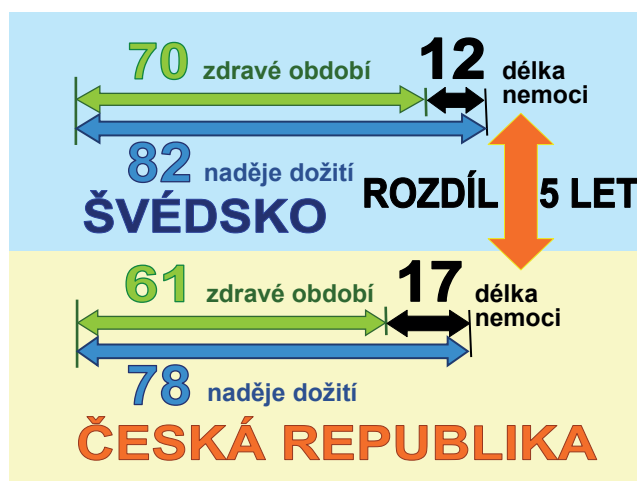 70 zdravé období 12 délka nemoci
82 naděje dožití
ŠVÉDSKO
ROZDÍL 5 LET
61 zdravé období 17 délka nemoci
78 naděje dožití
ČESKÁ REPUBLIKA